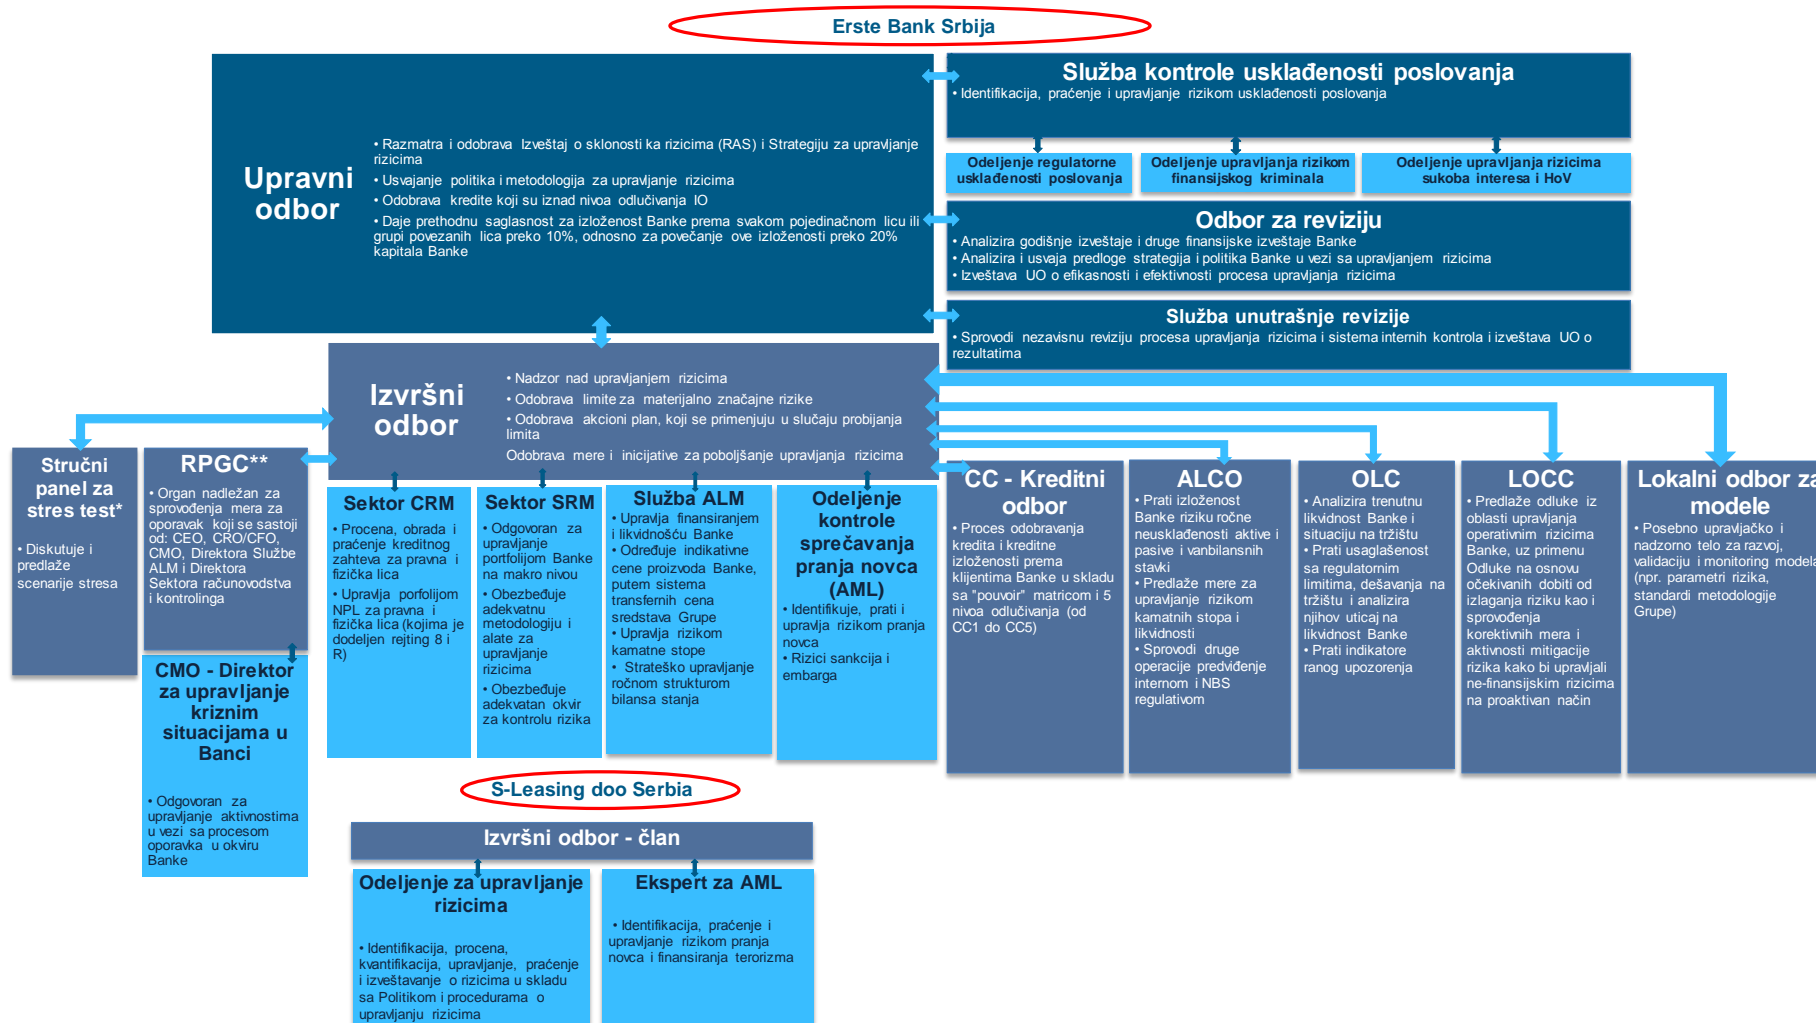 Erste Bank Srbija
Upravni
odbor
• Razmatra i odobrava Izveštaj o sklonosti ka rizicima (RAS) i Strategiju za upravljanje
rizicima
• Usvajanje politika i metodologija za upravljanje rizicima
• Odobrava kredite koji su iznad nivoa odlučivanja IO
• Daje prethodnu saglasnost za izloženost Banke prema svakom pojedinačnom licu ili
grupi povezanih lica preko 10%, odnosno za povečanje ove izloženosti preko 20%
kapitala Banke
Služba kontrole usklađenosti poslovanja
• Identifikacija, praćenje i upravljanje rizikom usklađenosti poslovanja
Odeljenje regulatorne
usklađenosti poslovanja
Odeljenje upravljanja rizikom
finansijskog kriminala
Odeljenje upravljanja rizicima
sukoba interesa i HoV
Odbor za reviziju
• Analizira godišnje izveštaje i druge finansijske izveštaje Banke
• Analizira i usvaja predloge strategija i politika Banke u vezi sa upravljanjem rizicima
• Izveštava UO o efikasnosti i efektivnosti procesa upravljanja rizicima
Služba unutrašnje revizije
• Sprovodi nezavisnu reviziju procesa upravljanja rizicima i sistema internih kontrola i izveštava UO o
rezultatima
Izvršni
odbor
• Nadzor nad upravljanjem rizicima
• Odobrava limite za materijalno značajne rizike
• Odobrava akcioni plan, koji se primenjuju u slučaju probijanja
limita
Odobrava mere i inicijative za poboljšanje upravljanja rizicima
Stručni
panel za
stres test*
• Diskutuje i
predlaže
scenarije stresa
RPGC**
• Organ nadležan za
sprovođenja mera za
oporavak koji se sastoji
od: CEO, CRO/CFO,
CMO, Direktora Službe
ALM i Direktora
Sektora računovodstva
i kontrolinga
CMO - Direktor
za upravljanje
kriznim
situacijama u
Banci
• Odgovoran za
upravljanje aktivnostima
u vezi sa procesom
oporavka u okviru
Banke
Sektor CRM
• Procena, obrada i
praćenje kreditnog
zahteva za pravna i
fizička lica
• Upravlja porfolijom
NPL za pravna i
fizička lica (kojima je
dodeljen rejting 8 i
R)
Sektor SRM
• Odgovoran za
upravljanje
portfolijom Banke
na makro nivou
• Obezbeđuje
adekvatnu
metodologiju i
alate za
upravljanje
rizicima
• Obezbeđuje
adekvatan okvir
za kontrolu rizika
Služba ALM
• Upravlja finansiranjem
i likvidnošću Banke
• Određuje indikativne
cene proizvoda Banke,
putem sistema
transfernih cena
sredstava Grupe
• Upravlja rizikom
kamatne stope
• Strateško upravljanje
ročnom strukturom
bilansa stanja
Odeljenje
kontrole
sprečavanja
pranja novca
(AML)
• Identifikuje, prati i
upravlja rizikom pranja
novca
• Rizici sankcija i
embarga
CC - Kreditni
odbor
• Proces odobravanja
kredita i kreditne
izloženosti prema
klijentima Banke u skladu
sa "pouvoir" matricom i 5
nivoa odlučivanja (od
CC1 do CC5)
ALCO
• Prati izloženost
Banke riziku ročne
neusklađenosti aktive i
pasive i vanbilansnih
stavki
• Predlaže mere za
upravljanje rizikom
kamatnih stopa i
likvidnosti
• Sprovodi druge
operacije predviđenje
internom i NBS
regulativom
OLC
• Analizira trenutnu
likvidnost Banke i
situaciju na tržištu
• Prati usaglašenost
sa regulatornim
limitima, dešavanja na
tržištu i analizira
njihov uticaj na
likvidnost Banke
• Prati indikatore
ranog upozorenja
LOCC
• Predlaže odluke iz
oblasti upravljanja
operativnim rizicima
Banke, uz primenu
Odluke na osnovu
očekivanih dobiti od
izlaganja riziku kao i
sprovođenja
korektivnih mera i
aktivnosti mitigacije
rizika kako bi upravljali
ne-finansijskim rizicima
na proaktivan način
Lokalni odbor za
modele
• Posebno upravljačko i
nadzorno telo za razvoj,
validaciju i monitoring modela
(npr. parametri rizika,
standardi metodologije
Grupe)
S-Leasing doo Serbia
Izvršni odbor - član
Odeljenje za upravljanje
rizicima
• Identifikacija, procena,
kvantifikacija, upravljanje, praćenje
i izveštavanje o rizicima u skladu
sa Politikom i procedurama o
upravljanju rizicima
Ekspert za AML
• Identifikacija, praćenje i
upravljanje rizikom pranja
novca i finansiranja terorizma